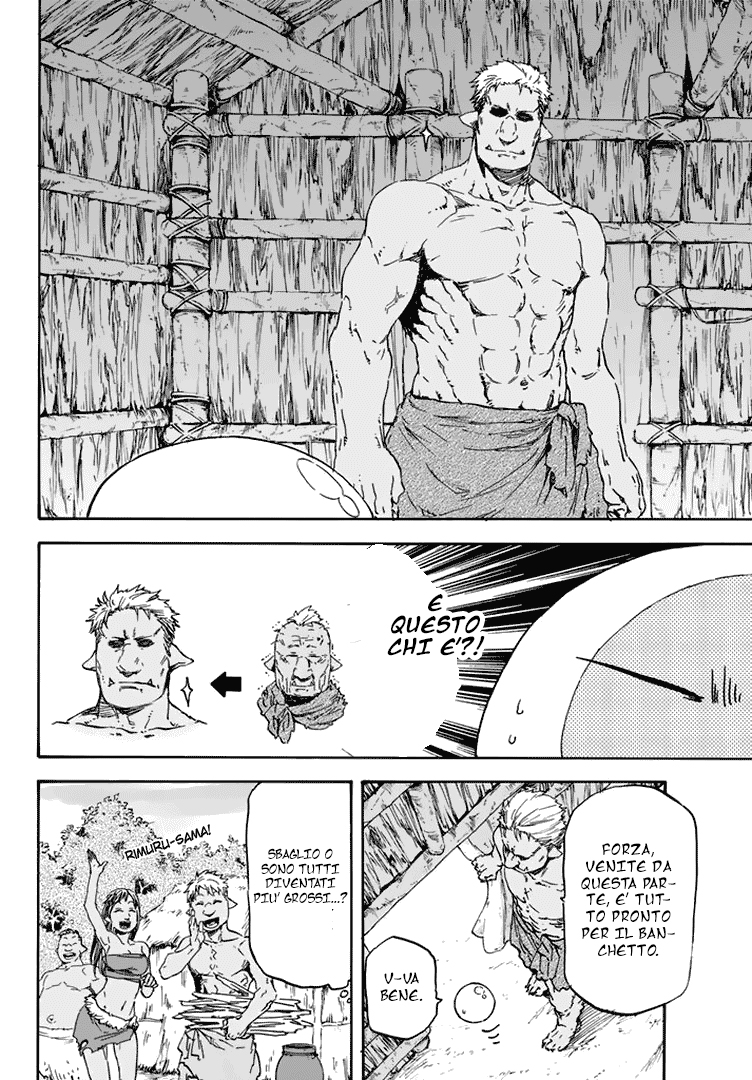 E
QUESTO
CHI E'?!
FORZA,
VENITE DA
QUESTA PAR-
TE, E' TUT-
TO PRONTO
PER IL BAN-
CHETTO.
V-VA
BENE.
SBAGLIO O
SONO TUTTI
DIVENTATI
PIU' GROSSI...?
RIMURU-SAMA!